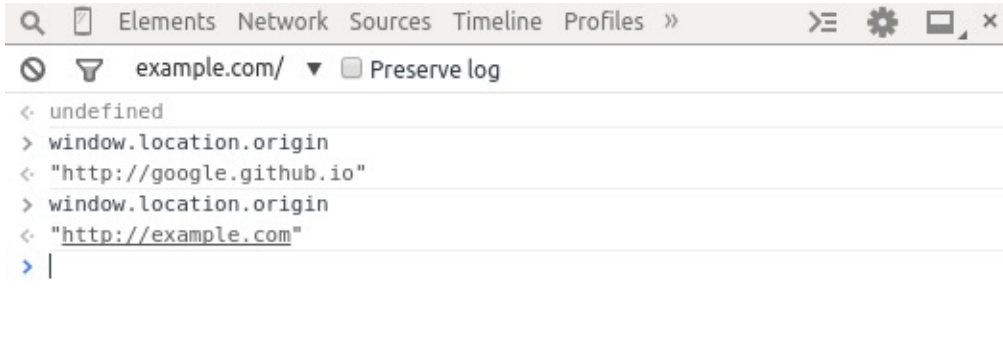 Elements Network Sources Timeline Profiles »
example.com/ ▼ Preserve log
undefined
> window.location.origin
"http://google.github.io"
> window.location.origin
"http://example.com"
>